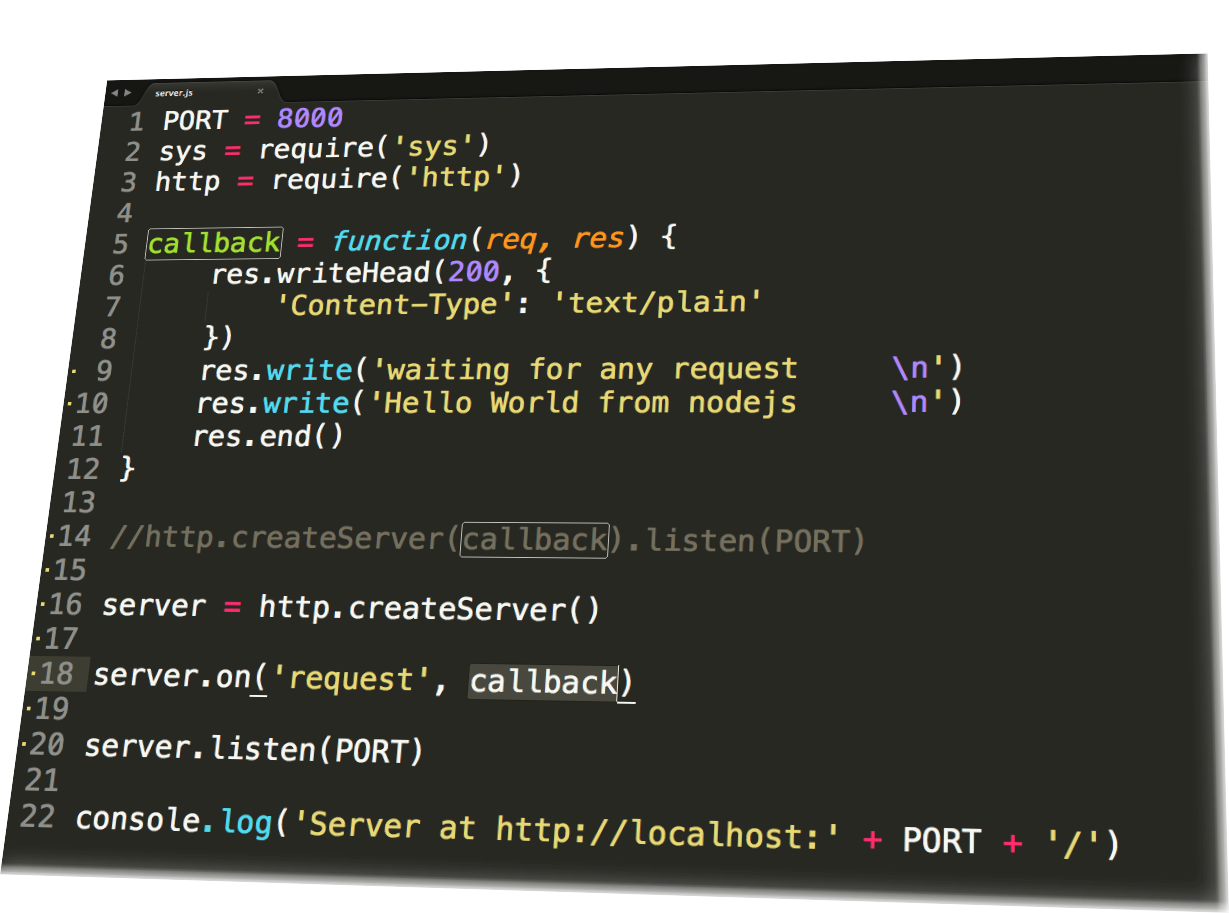 server.js
1 PORT = 8000
2 sys = require('sys')
3 http = require('http')
4
5 callback = function(req, res) {
6     res.writeHead(200, {
7         'Content-Type': 'text/plain'
8     })
9     res.write('waiting for any request     \n')
10     res.write('Hello World from nodejs     \n')
11     res.end()
12 }
13
14 //http.createServer(callback).listen(PORT)
15
16 server = http.createServer()
17
18 server.on('request', callback)
19
20 server.listen(PORT)
21
22 console.log('Server at http://localhost:' + PORT + '/')